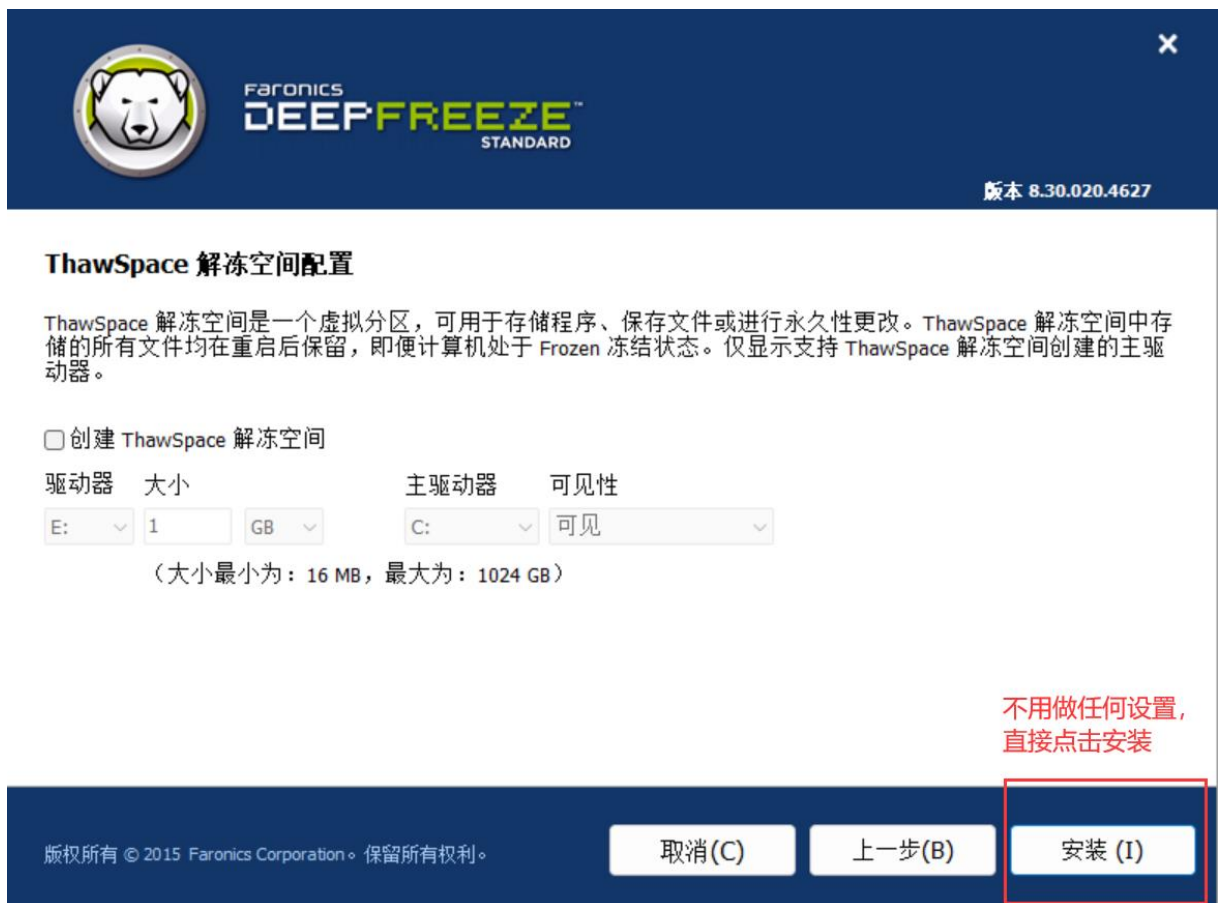 Faronics
DEEPFREEZE™
STANDARD
版本 8.30.020.4627
ThawSpace 解冻空间配置
ThawSpace 解冻空间是一个虚拟分区，可用于存储程序、保存文件或进行永久性更改。ThawSpace 解冻空间中存
储的所有文件均在重启后保留，即便计算机处于 Frozen 冻结状态。仅显示支持 ThawSpace 解冻空间创建的主驱
动器。
创建 ThawSpace 解冻空间
驱动器 大小 主驱动器 可见性
E: 1 GB C: 可见
（大小最小为：16 MB，最大为：1024 GB）
不用做任何设置，
直接点击安装
版权所有 © 2015 Faronics Corporation。保留所有权利。 取消(C) 上一步(B) 安装 (I)